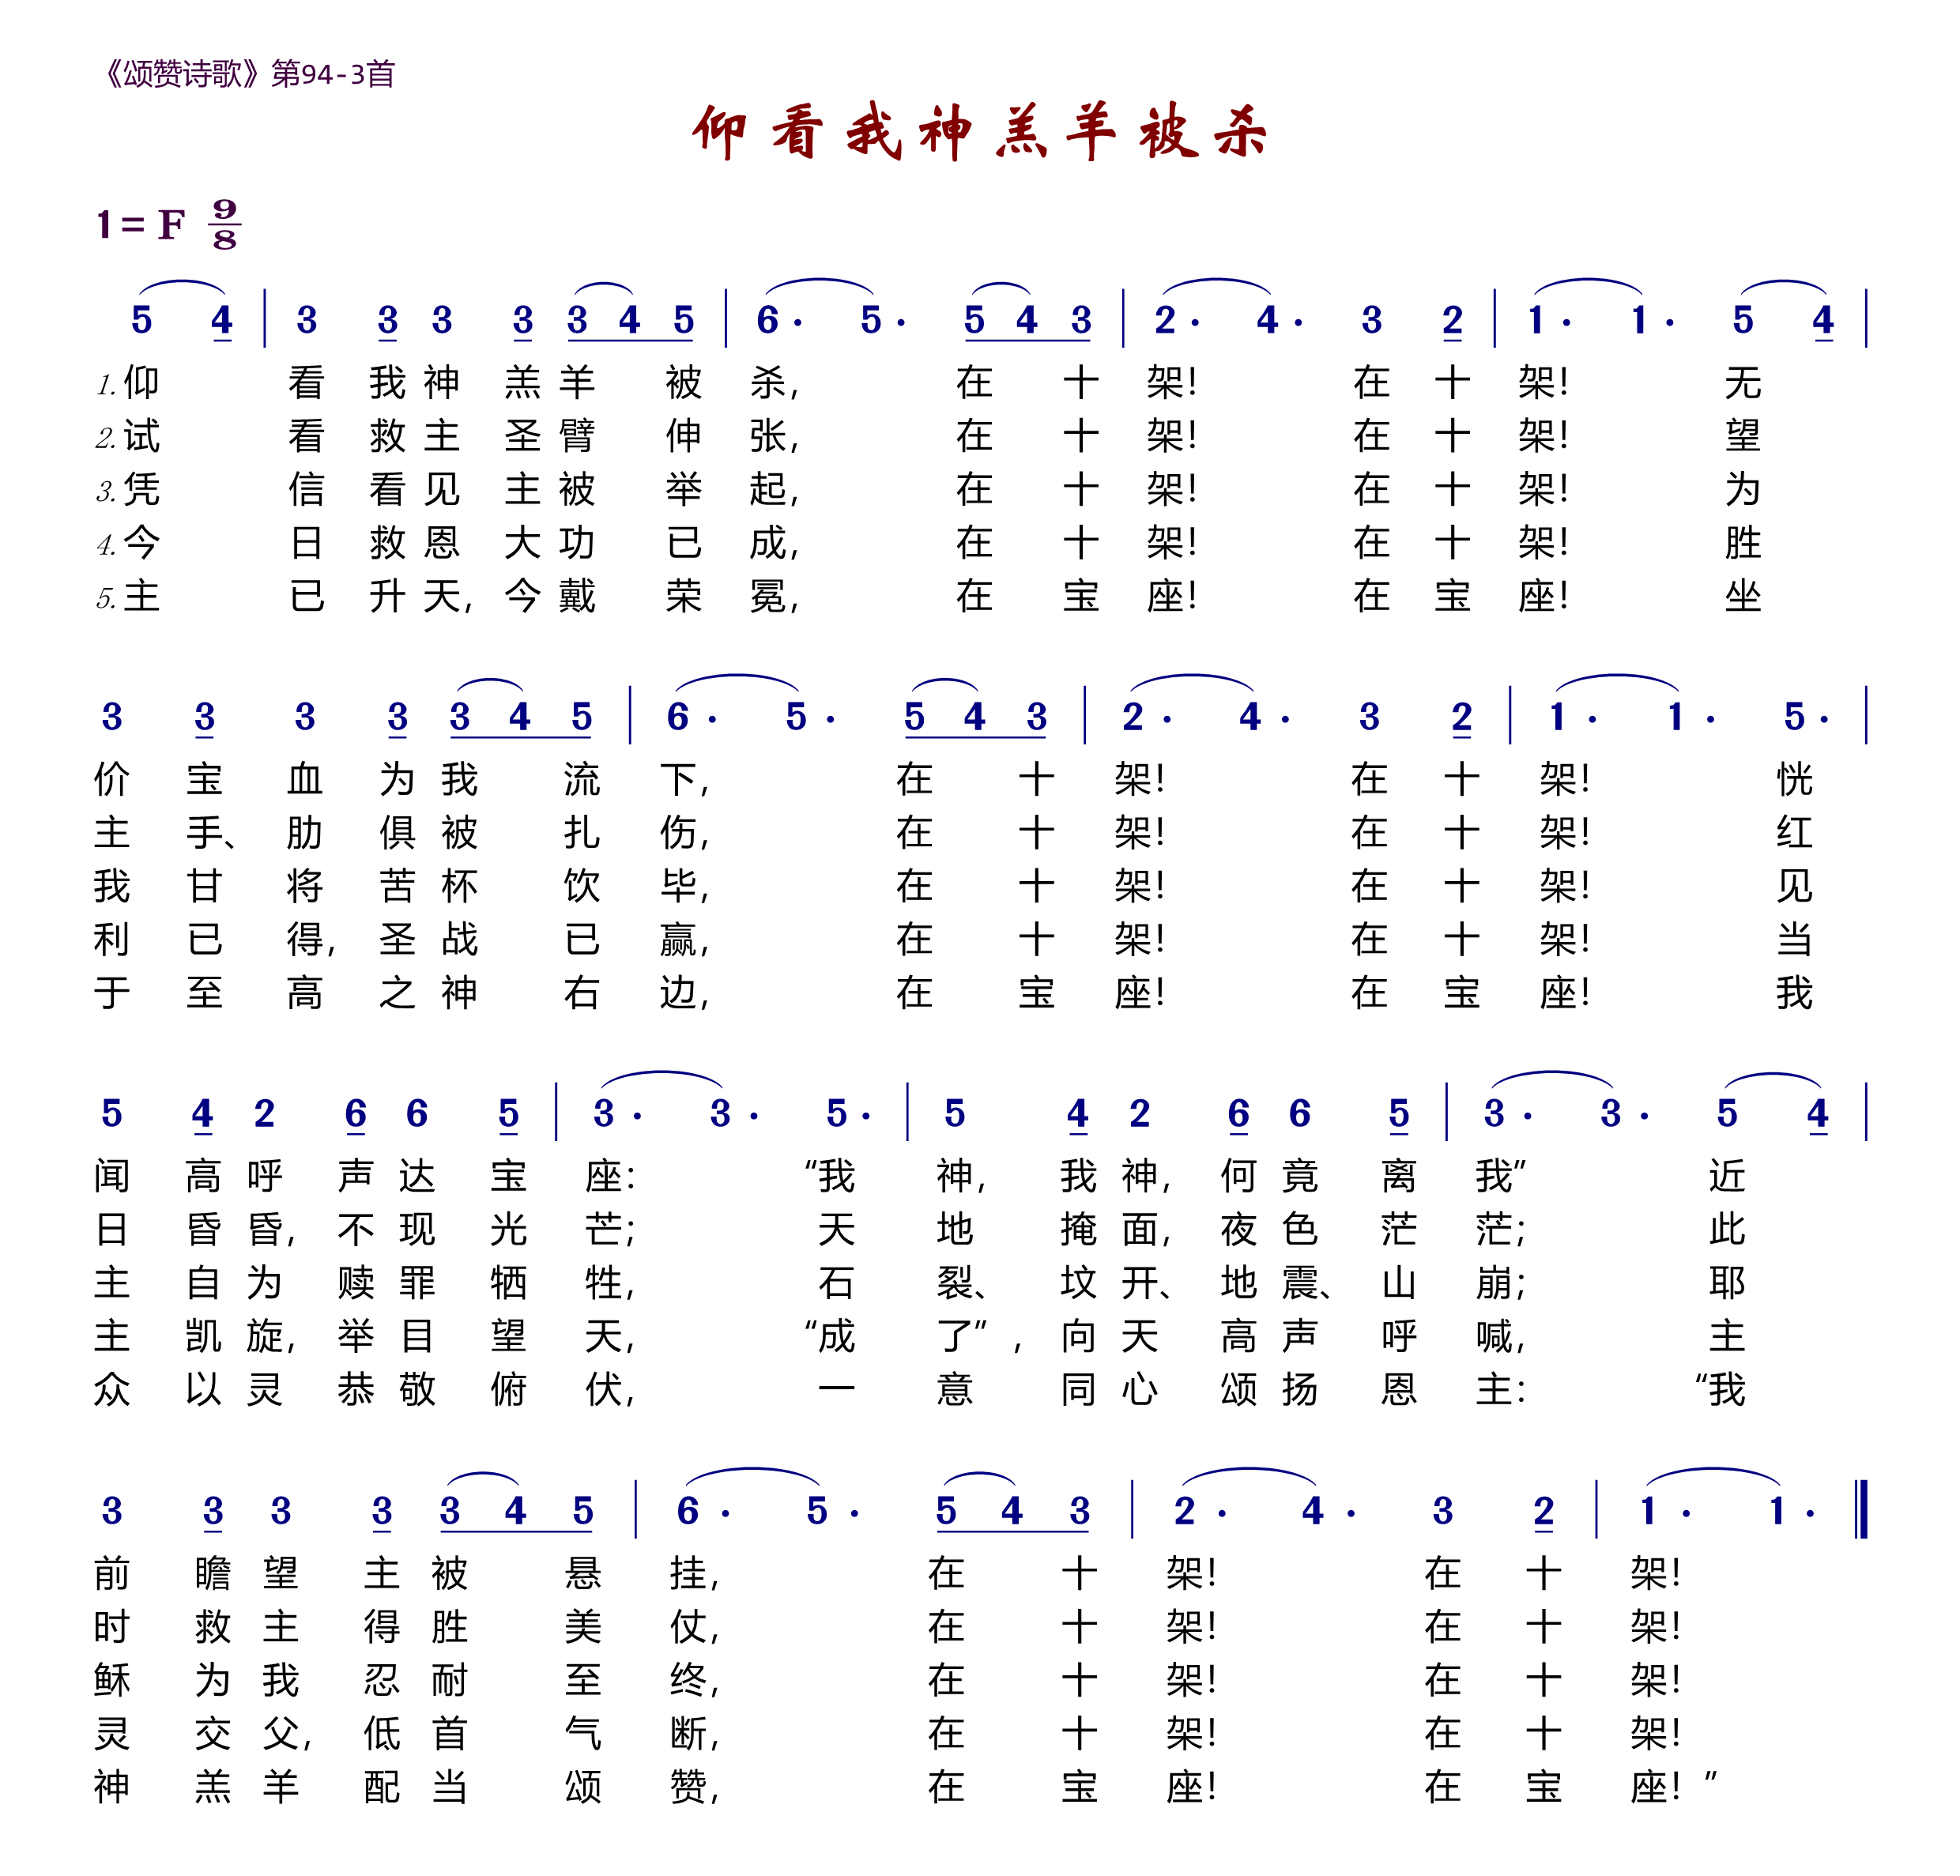 《颂赞诗歌》第94-3首
仰看我神羔羊被杀
1= F 9/8
5 4 | 3 3 3 3 3 4 5 | 6 · 5 · 5 4 3 | 2 · 4 · 3 2 | 1 · 1 · 5 4 |
1. 仰 看 我 神 羔 羊 被 杀, 在 十 架! 在 十 架! 无
2. 试 看 救 主 圣 臂 伸 张, 在 十 架! 在 十 架! 望
3. 凭 信 看 见 主 被 举 起, 在 十 架! 在 十 架! 为
4. 今 日 救 恩 大 功 已 成, 在 十 架! 在 十 架! 胜
5. 主 已 升 天, 今 戴 荣 冕, 在 宝 座! 在 宝 座! 坐
3 3 3 3 3 4 5 | 6 · 5 · 5 4 3 | 2 · 4 · 3 2 | 1 · 1 · 5 · |
价 宝 血 为 我 流 下, 在 十 架! 在 十 架! 恍
主 手、 肋 俱 被 扎 伤, 在 十 架! 在 十 架! 红
我 甘 将 苦 杯 饮 毕, 在 十 架! 在 十 架! 见
利 已 得, 圣 战 已 赢, 在 十 架! 在 十 架! 当
于 至 高 之 神 右 边, 在 宝 座! 在 宝 座! 我
5 4 2 6 6 5 | 3 · 3 · 5 · | 5 4 2 6 6 5 | 3 · 3 · 5 4 |
闻 高 呼 声 达 宝 座: “我 神, 我 神, 何 竟 离 我” 近
日 昏 昏, 不 现 光 芒; 天 地 掩 面, 夜 色 茫 茫; 此
主 自 为 赎 罪 牺 牲, 石 裂、 坟 开、 地 震、 山 崩; 耶
主 凯 旋, 举 目 望 天, “成 了”, 向 天 高 声 呼 喊, 主
众 以 灵 恭 敬 俯 伏, 一 意 同 心 颂 扬 恩 主: “我
3 3 3 3 3 4 5 | 6 · 5 · 5 4 3 | 2 · 4 · 3 2 | 1 · 1 ·
前 瞻 望 主 被 悬 挂, 在 十 架! 在 十 架!
时 救 主 得 胜 美 仗, 在 十 架! 在 十 架!
稣 为 我 忍 耐 至 终, 在 十 架! 在 十 架!
灵 交 父, 低 首 气 断, 在 十 架! 在 十 架!
神 羔 羊 配 当 颂 赞, 在 宝 座! 在 宝 座!”